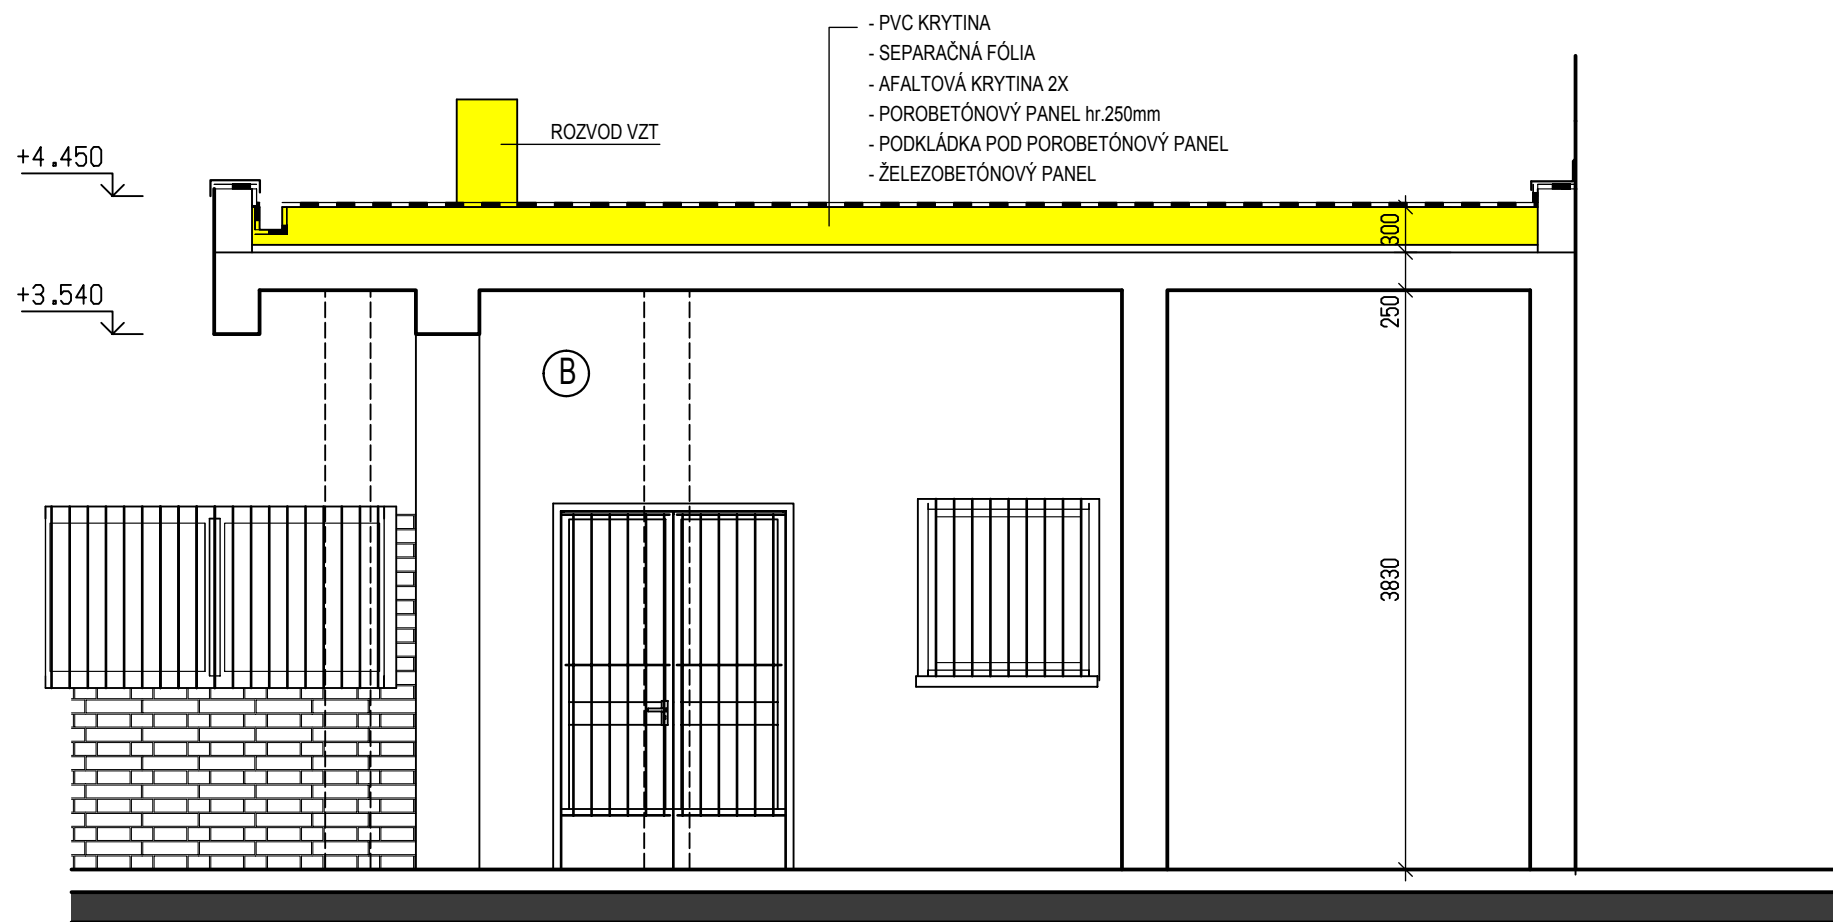 - PVC KRYTINA
- SEPARAČNÁ FÓLIA
- AFALTOVÁ KRYTINA 2X
- POROBETÓNOVÝ PANEL hr.250mm
- PODKLÁDKA POD POROBETÓNOVÝ PANEL
- ŽELEZOBETÓNOVÝ PANEL
ROZVOD VZT
+4.450
300
+3.540
250
B
3830